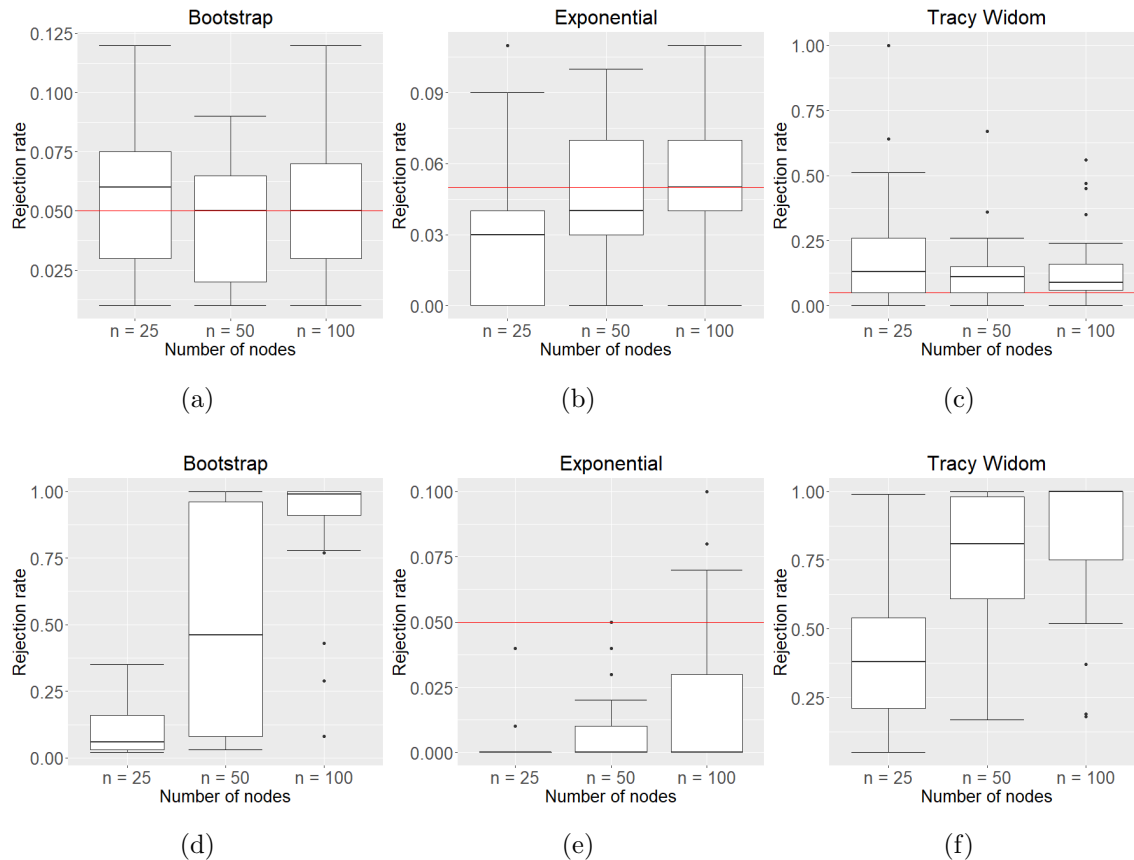 Bootstrap
Rejection rate
0.125
0.100
0.075
0.050
0.025
n = 25 n = 50 n = 100
Number of nodes
(a)
Exponential
Rejection rate
0.09
0.06
0.03
0.00
n = 25 n = 50 n = 100
Number of nodes
(b)
Tracy Widom
Rejection rate
1.00
0.75
0.50
0.25
0.00
n = 25 n = 50 n = 100
Number of nodes
(c)
Bootstrap
Rejection rate
1.00
0.75
0.50
0.25
0.00
n = 25 n = 50 n = 100
Number of nodes
(d)
Exponential
Rejection rate
0.100
0.075
0.050
0.025
0.000
n = 25 n = 50 n = 100
Number of nodes
(e)
Tracy Widom
Rejection rate
1.00
0.75
0.50
0.25
n = 25 n = 50 n = 100
Number of nodes
(f)